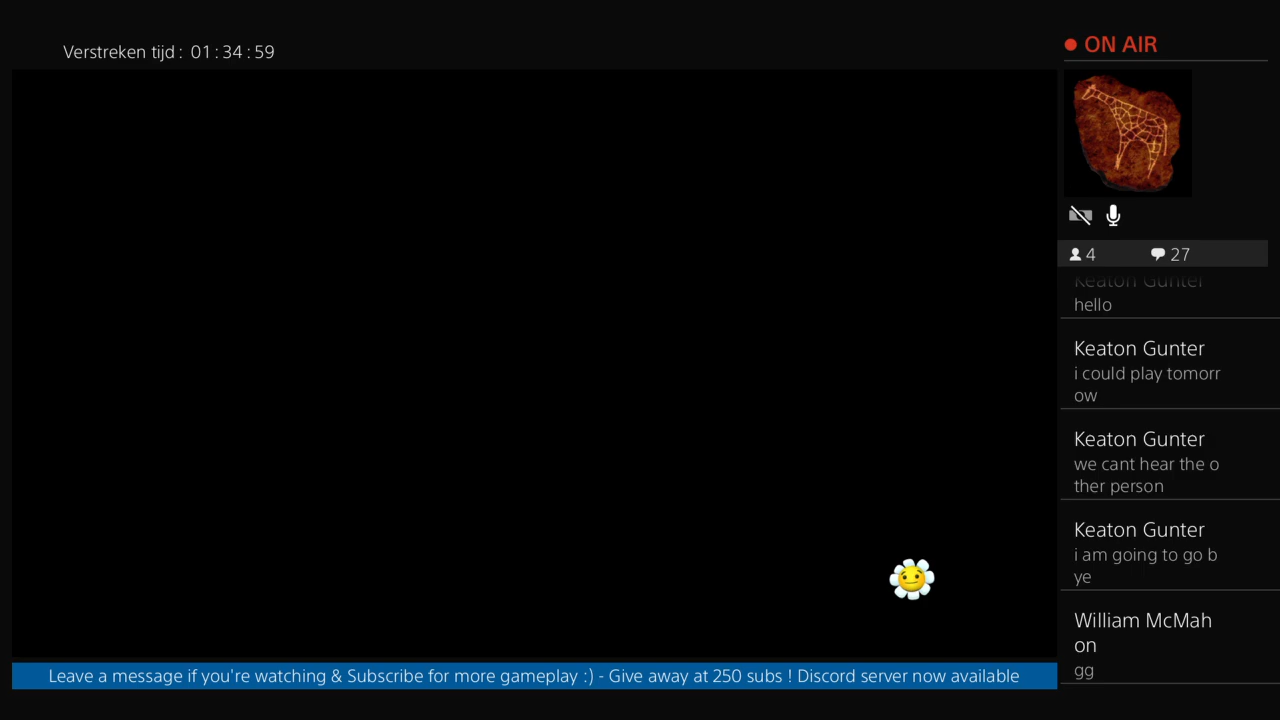 Verstreken tijd : 01 : 34 : 59
ON AIR
4 27
Keaton Gunter
hello
Keaton Gunter
i could play tomorr
ow
Keaton Gunter
we cant hear the o
ther person
Keaton Gunter
i am going to go b
ye
William McMah
on
gg
Leave a message if you're watching & Subscribe for more gameplay :) - Give away at 250 subs ! Discord server now available